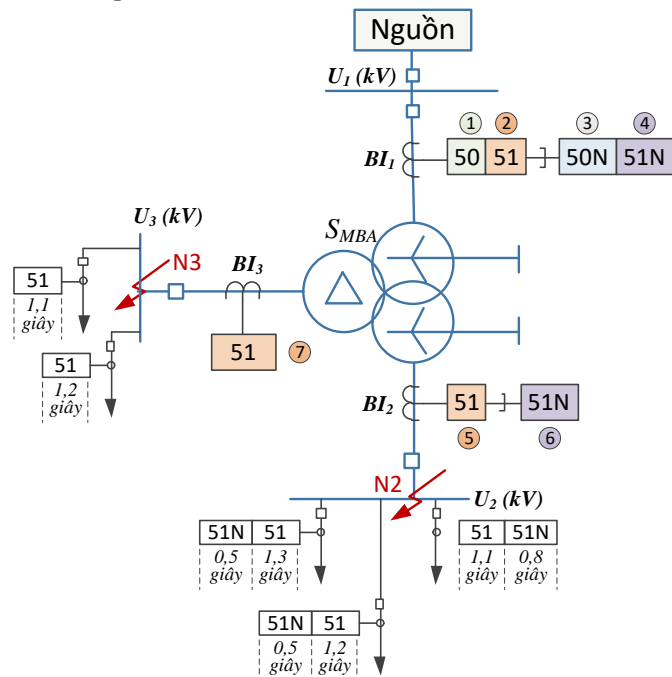 Nguồn
U1 (kV)
1 2 3 4
BI1
50 51 50N 51N
U3 (kV)
SMBA
N3
BI3
51
1,1
giây
51
7
51
1,2
giây
BI2
51 51N
5 6
N2
U2 (kV)
51N 51
0,5 1,3
giây giây
51 51N
1,1 0,8
giây giây
51N 51
0,5 1,2
giây giây